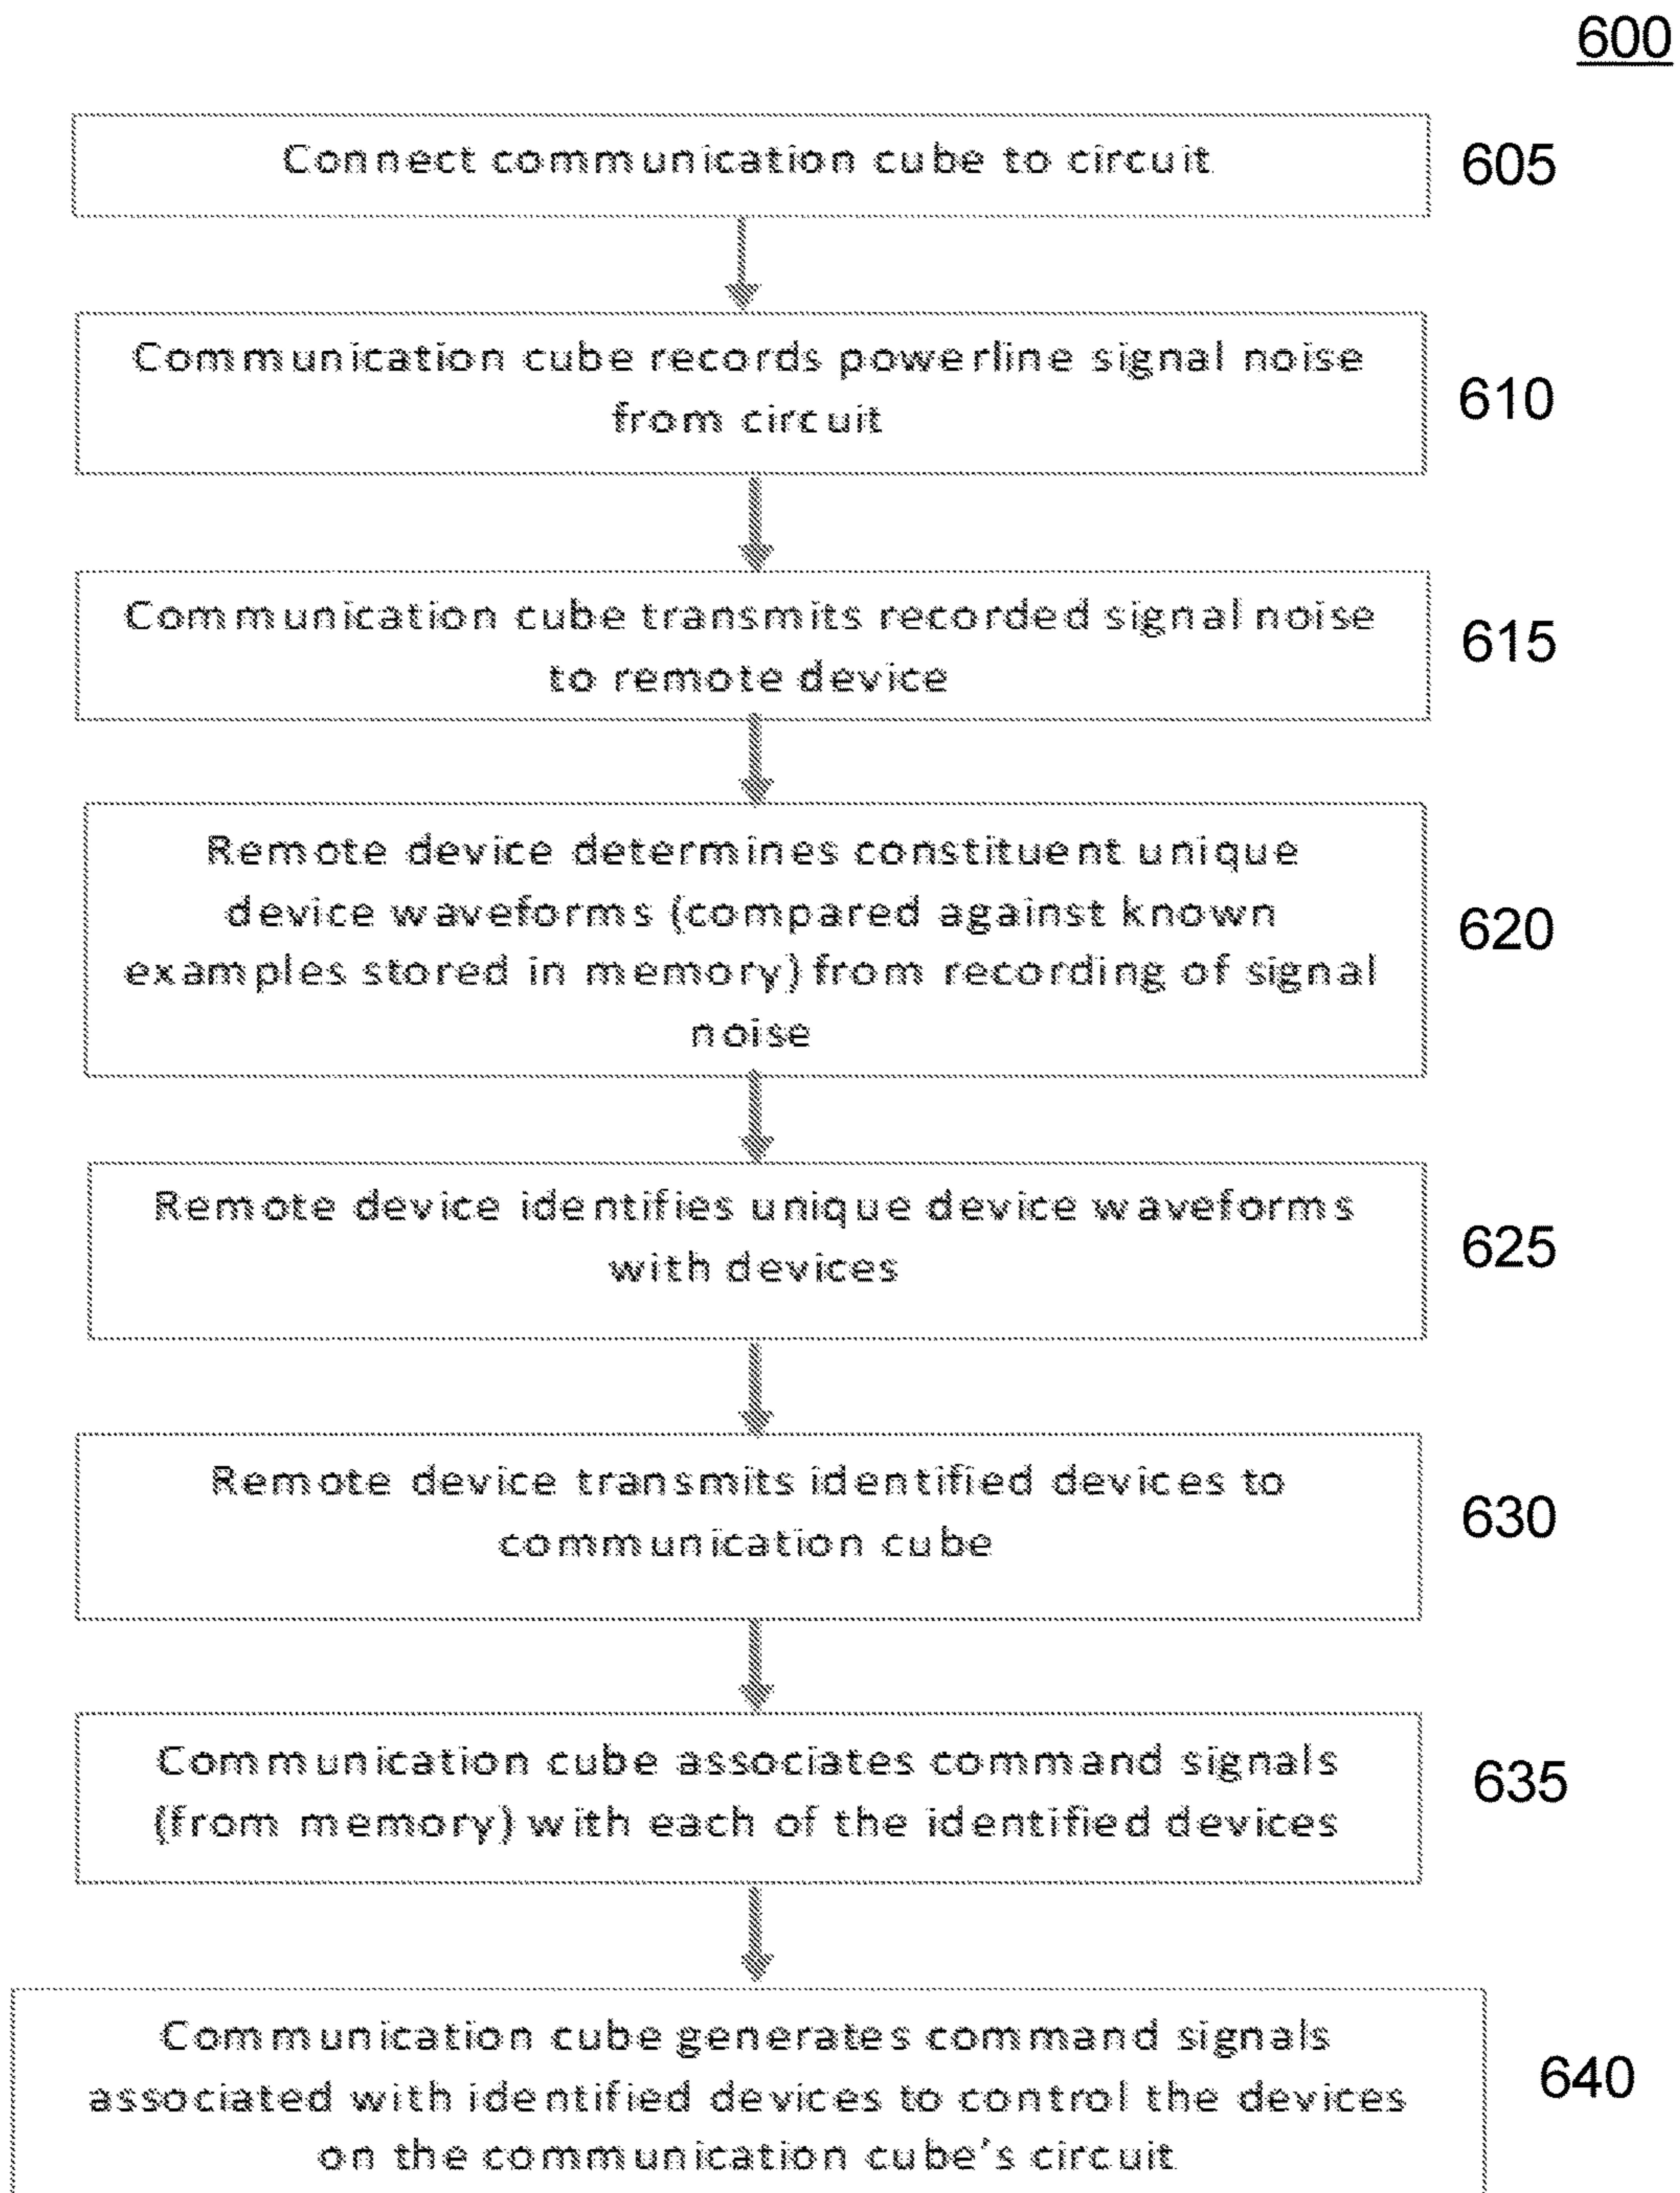 600
Connect communication cube to circuit
605
Communication cube records powerline signal noise
from circuit
610
Communication cube transmits recorded signal noise
to remote device
615
Remote device determines constituent unique
device waveforms (compared against known
examples stored in memory) from recording of signal
noise
620
Remote device identifies unique device waveforms
with devices
625
Remote device transmits identified devices to
communication cube
630
Communication cube associates command signals
(from memory) with each of the identified devices
635
Communication cube generates command signals
associated with identified devices to control the devices
on the communication cube's circuit
640